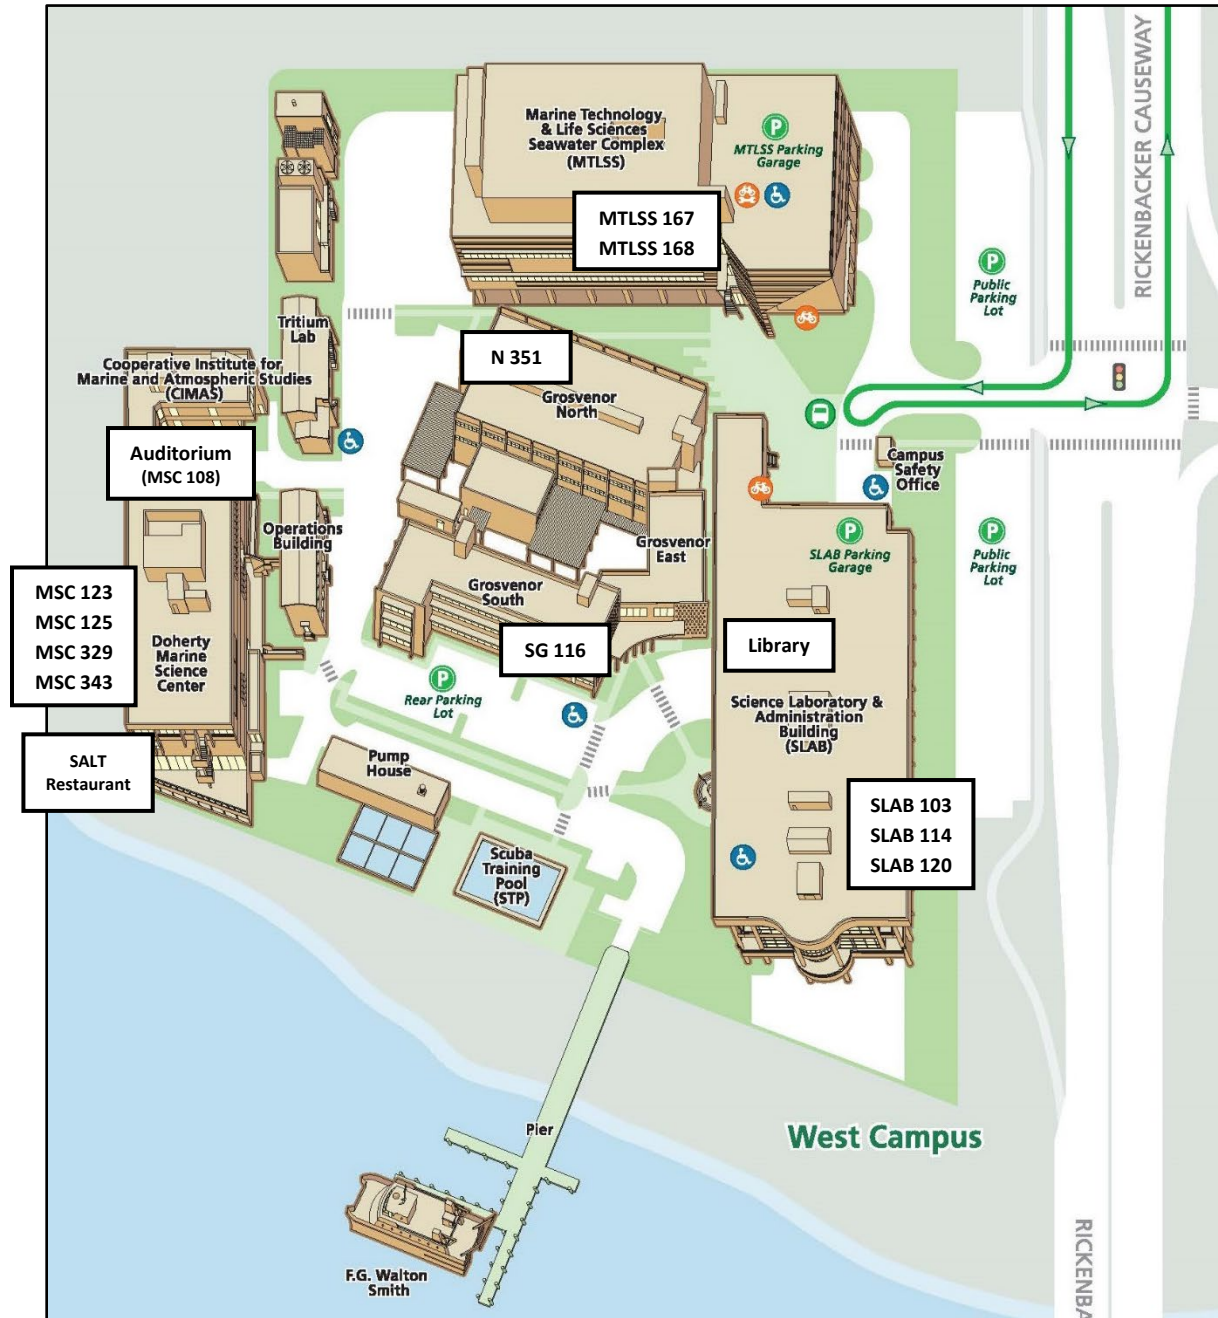 RICKENBACKER CAUSEWAY
Marine Technology
& Life Sciences
Seawater Complex
(MTLSS)
P
MTLSS Parking
Garage
MTLSS 167
MTLSS 168
P
Public
Parking
Lot
Tritium
Lab
N 351
Cooperative Institute for
Marine and Atmospheric Studies
(CIMAS)
Grosvenor
North
Auditorium
(MSC 108)
Campus
Safety
Office
Operations
Building
Grosvenor
East
P
SLAB Parking
Garage
P
Public
Parking
Lot
MSC 123
MSC 125
MSC 329
MSC 343
Grosvenor
South
Doherty
Marine
Science
Center
SG 116
Library
P
Rear Parking
Lot
Science Laboratory &
Administration
Building
(SLAB)
SALT
Restaurant
Pump
House
SLAB 103
SLAB 114
SLAB 120
Scuba
Training
Pool
(STP)
Pier
West Campus
F.G. Walton
Smith
RICKENBA